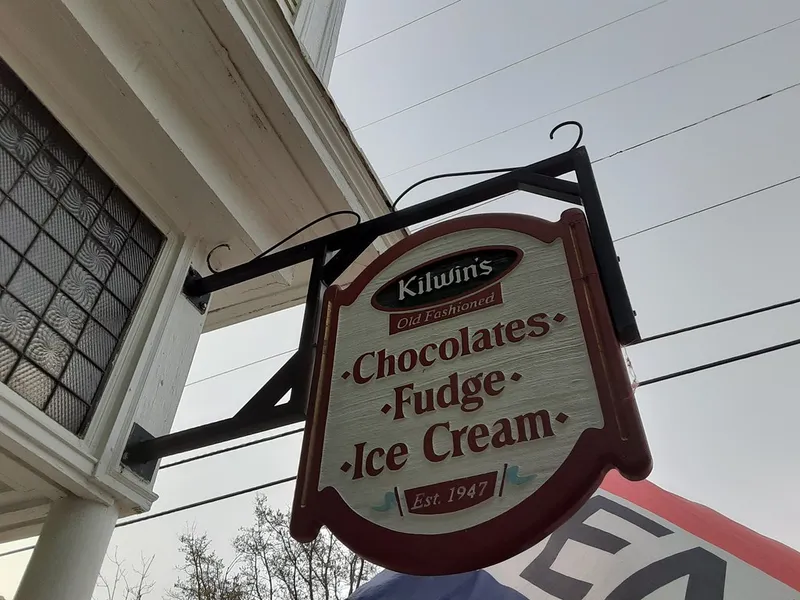 Kilwin's
Old Fashioned
·Chocolates·
·Fudge·
·Ice Cream·
Est. 1947